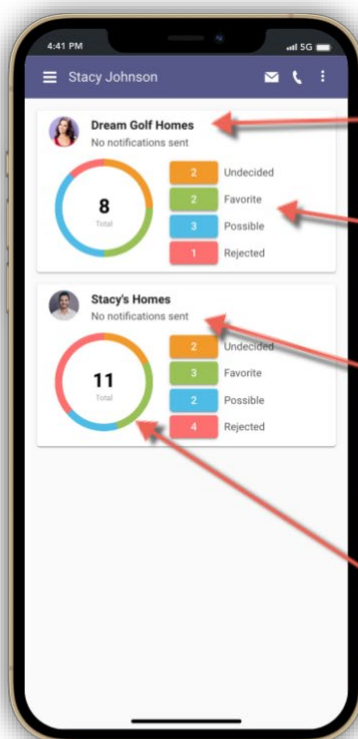 4:41 PM 5G
Stacy Johnson
Dream Golf Homes
No notifications sent
8
Total
2 Undecided
2 Favorite
3 Possible
1 Rejected
Stacy's Homes
No notifications sent
11
Total
2 Undecided
3 Favorite
2 Possible
4 Rejected